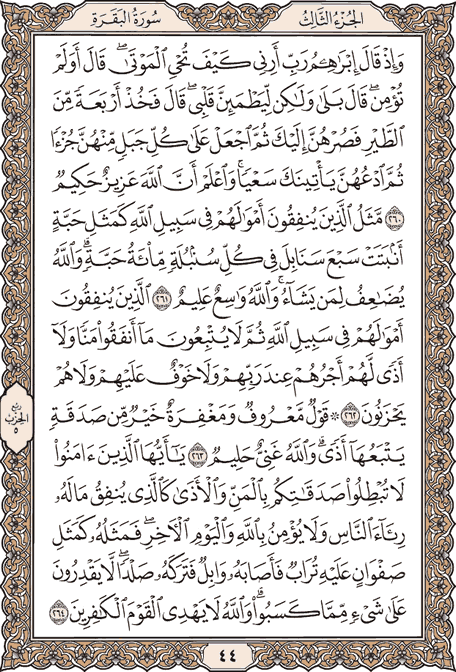 الجزء الثالث
سورة البقرة
وَإِذْ قَالَ إِبْرَٰهِـۧمُ رَبِّ أَرِنِى كَيْفَ تُحْىِ ٱلْمَوْتَىٰ ۖ قَالَ أَوَلَمْ
تُؤْمِن ۖ قَالَ بَلَىٰ وَلَٰكِن لِّيَطْمَئِنَّ قَلْبِى ۖ قَالَ فَخُذْ أَرْبَعَةً مِّنَ
ٱلطَّيْرِ فَصُرْهُنَّ إِلَيْكَ ثُمَّ ٱجْعَلْ عَلَىٰ كُلِّ جَبَلٍ مِّنْهُنَّ جُزْءًا
ثُمَّ ٱدْعُهُنَّ يَأْتِينَكَ سَعْيًا ۚ وَٱعْلَمْ أَنَّ ٱللَّهَ عَزِيزٌ حَكِيمٌ
٢٦٠ مَّثَلُ ٱلَّذِينَ يُنفِقُونَ أَمْوَٰلَهُمْ فِى سَبِيلِ ٱللَّهِ كَمَثَلِ حَبَّةٍ
أَنۢبَتَتْ سَبْعَ سَنَابِلَ فِى كُلِّ سُنۢبُلَةٍ مِّا۟ئَةُ حَبَّةٍ ۗ وَٱللَّهُ
يُضَٰعِفُ لِمَن يَشَآءُ ۗ وَٱللَّهُ وَٰسِعٌ عَلِيمٌ ٢٦١ ٱلَّذِينَ يُنفِقُونَ
أَمْوَٰلَهُمْ فِى سَبِيلِ ٱللَّهِ ثُمَّ لَا يُتْبِعُونَ مَآ أَنفَقُوا۟ مَنًّا وَلَآ
أَذًى ۙ لَّهُمْ أَجْرُهُمْ عِندَ رَبِّهِمْ وَلَا خَوْفٌ عَلَيْهِمْ وَلَا هُمْ
يَحْزَنُونَ ٢٦٢ ۞ قَوْلٌ مَّعْرُوفٌ وَمَغْفِرَةٌ خَيْرٌ مِّن صَدَقَةٍ
يَتْبَعُهَآ أَذًى ۗ وَٱللَّهُ غَنِىٌّ حَلِيمٌ ٢٦٣ يَٰٓأَيُّهَا ٱلَّذِينَ ءَامَنُوا۟
لَا تُبْطِلُوا۟ صَدَقَٰتِكُم بِٱلْمَنِّ وَٱلْأَذَىٰ كَٱلَّذِى يُنفِقُ مَالَهُۥ
رِئَآءَ ٱلنَّاسِ وَلَا يُؤْمِنُ بِٱللَّهِ وَٱلْيَوْمِ ٱلْءَاخِرِ ۖ فَمَثَلُهُۥ كَمَثَلِ
صَفْوَانٍ عَلَيْهِ تُرَابٌ فَأَصَابَهُۥ وَابِلٌ فَتَرَكَهُۥ صَلْدًا ۖ لَّا يَقْدِرُونَ
عَلَىٰ شَىْءٍ مِّمَّا كَسَبُوا۟ ۗ وَٱللَّهُ لَا يَهْدِى ٱلْقَوْمَ ٱلْكَٰفِرِينَ ٢٦٤
ربع
الحزب
٥
٤٤